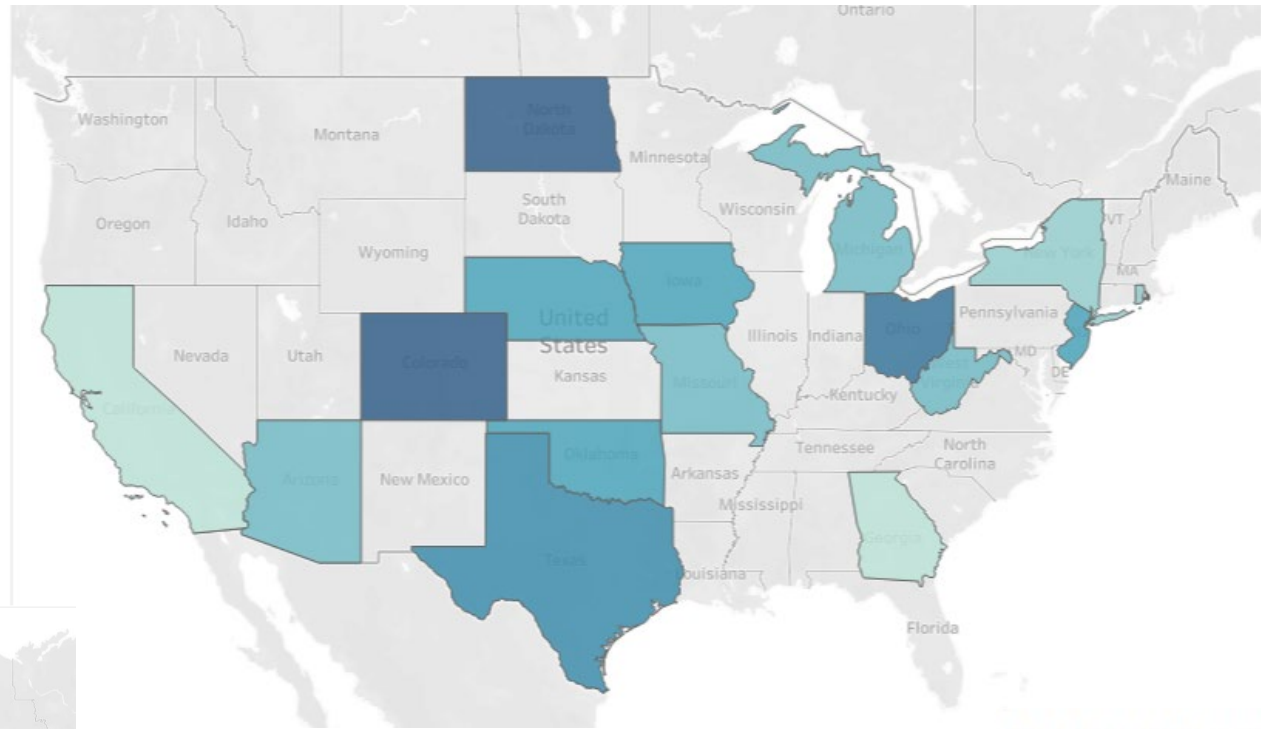 Ontario
Washington
Montana
North
Dakota
Minnesota
Maine
Oregon
Idaho
South
Dakota
Wisconsin
VT
Wyoming
Michigan
New York
MA
Iowa
Nevada
Utah
Colorado
United
States
Kansas
Illinois
Indiana
Ohio
Pennsylvania
MD
DE
West
Virginia
California
Missouri
Kentucky
Arizona
New Mexico
Oklahoma
Arkansas
Tennessee
North
Carolina
Mississippi
Georgia
Texas
Louisiana
Florida